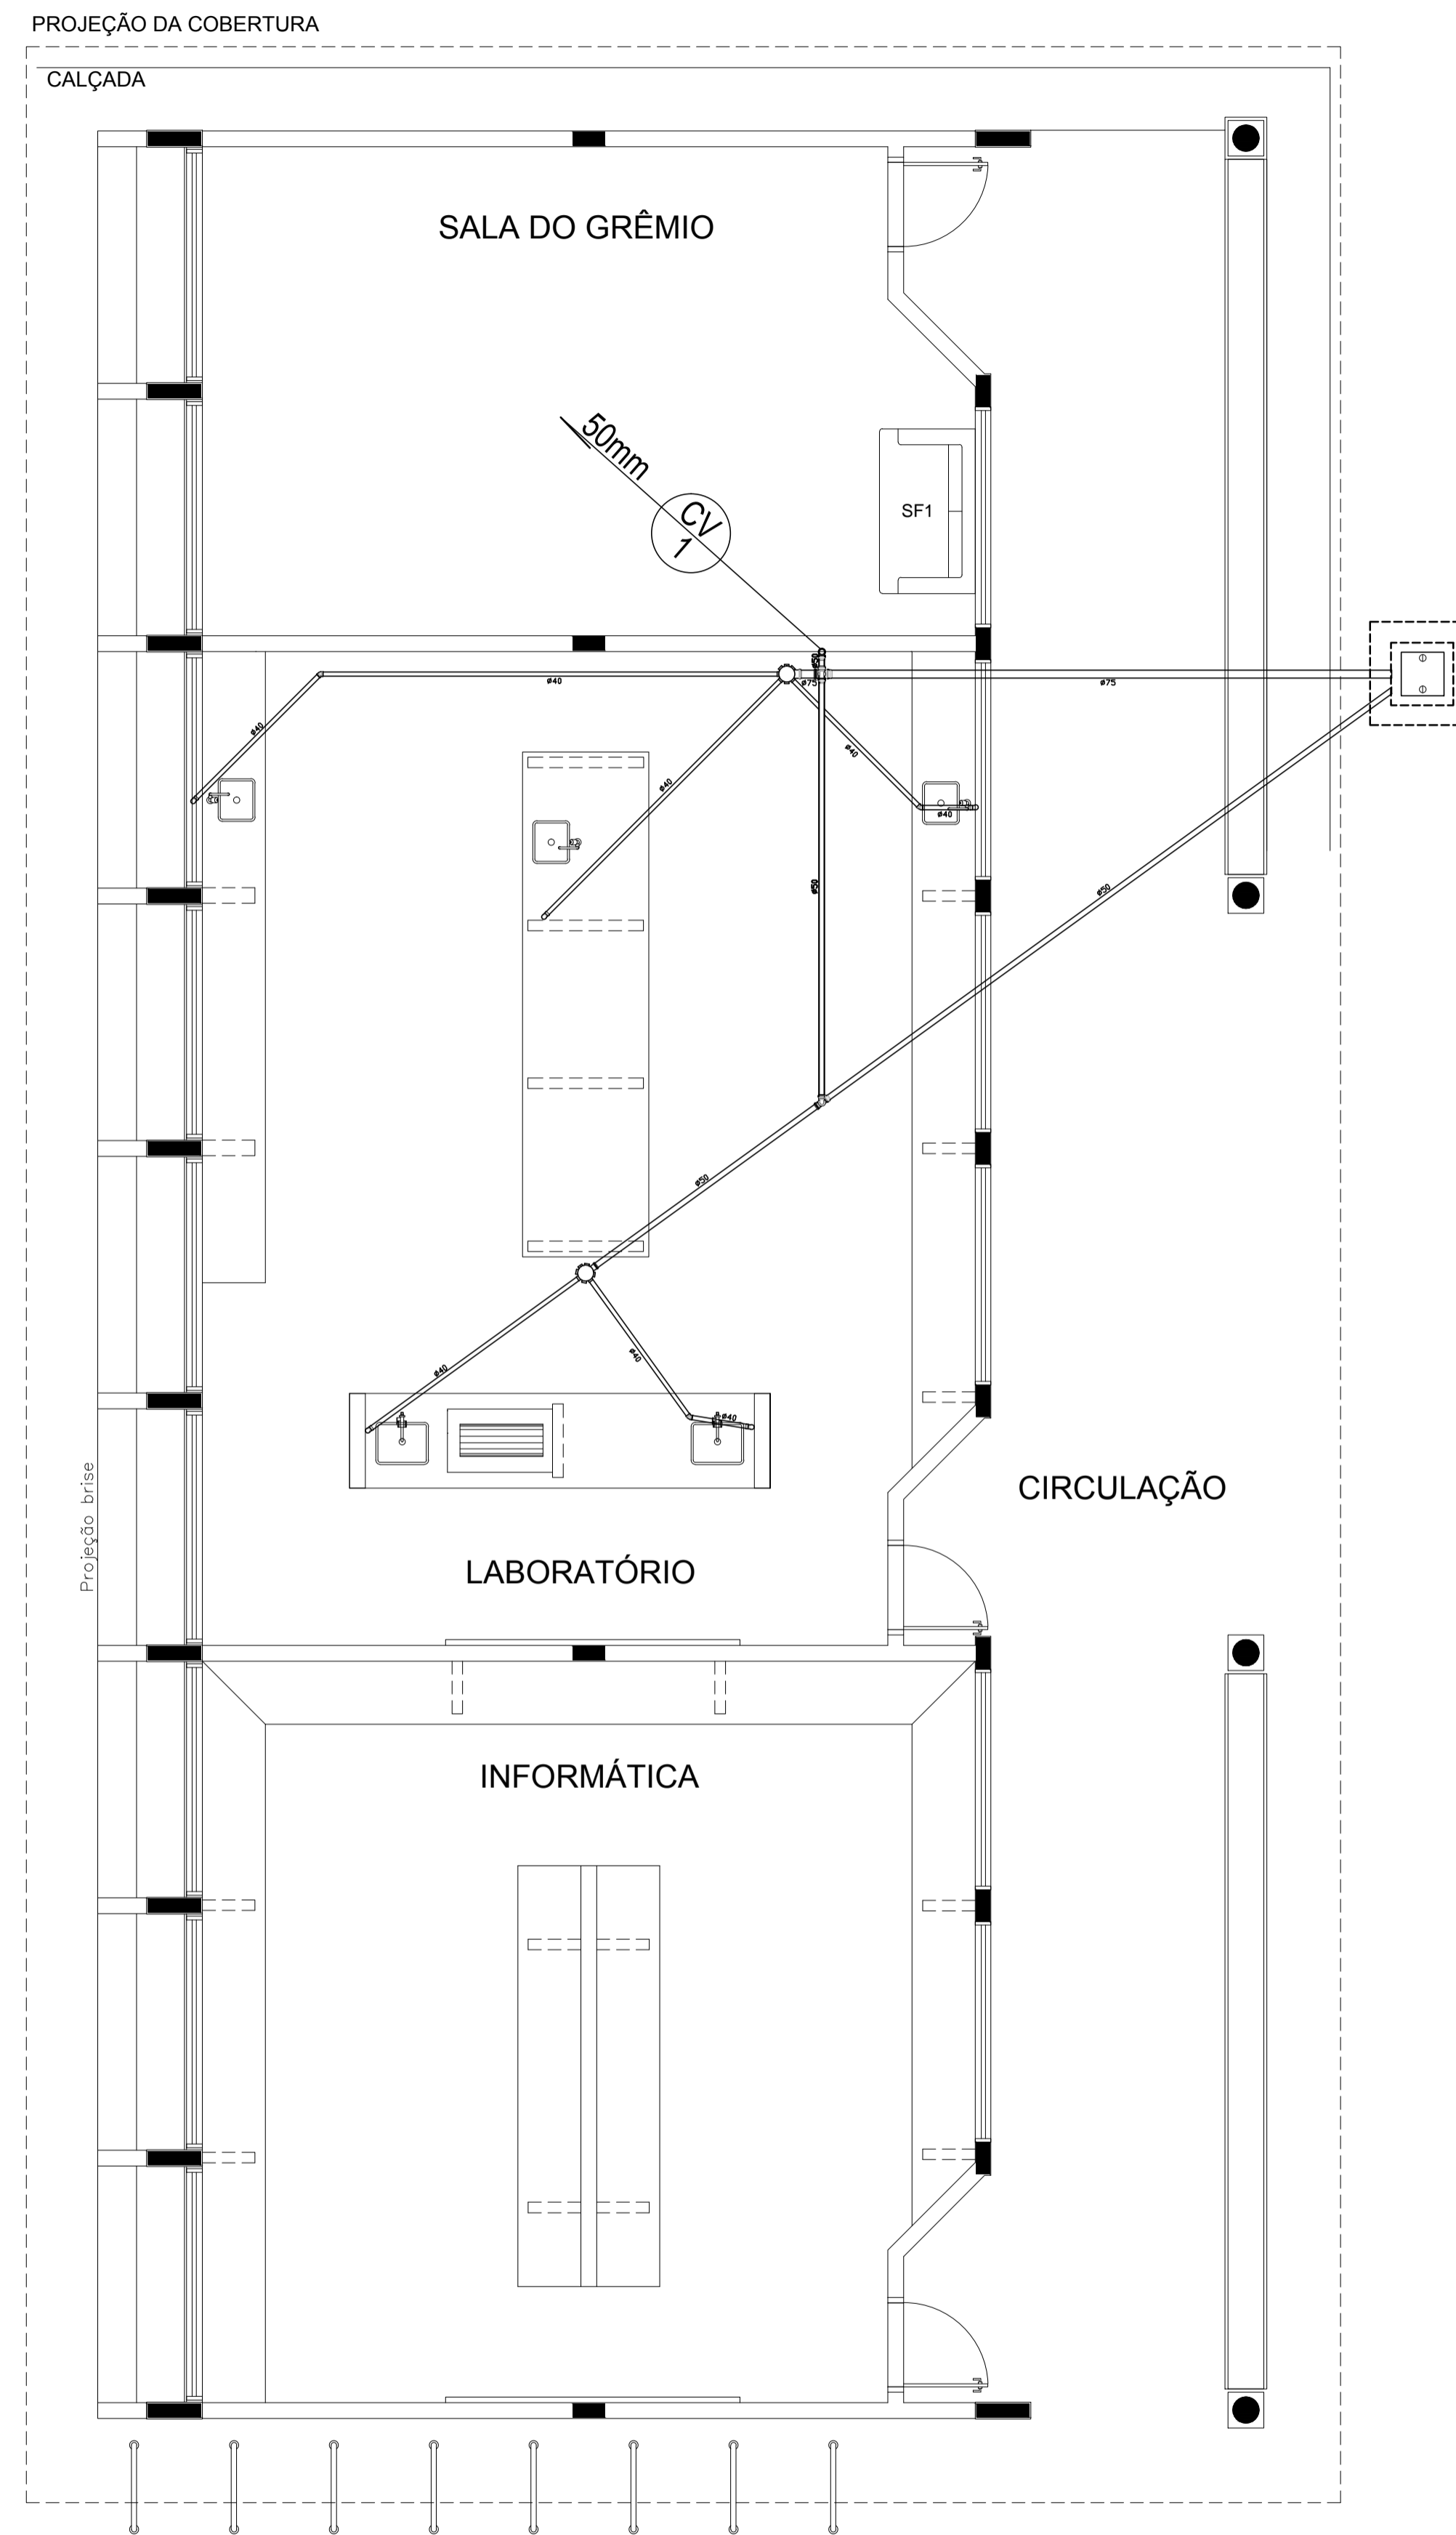 PROJEÇÃO DA COBERTURA
CALÇADA
SALA DO GRÊMIO
50mm
CV
1
SF1
ø50
ø40
ø75
ø75
ø40
ø40
ø40
ø40
ø50
ø50
ø50
ø40
ø40
ø40
Projeção brise
CIRCULAÇÃO
LABORATÓRIO
INFORMÁTICA